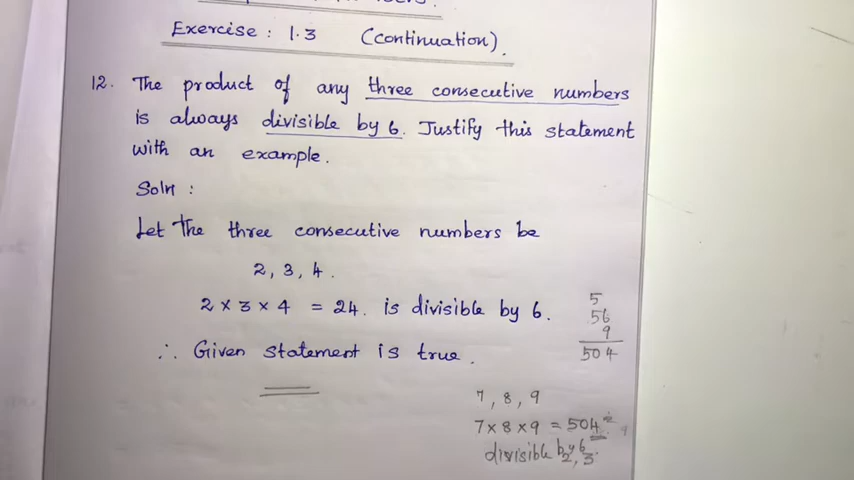 Exercise: 1.3 (continuation).
12. The product of any three consecutive numbers
is always divisible by 6. Justify this statement
with an example.
Soln :
Let the three consecutive numbers be
2, 3, 4.
2 × 3 × 4 = 24. is divisible by 6.
∴ Given statement is true.
5
56
9
504
7, 8, 9
7 × 8 × 9 = 504
divisible by 6
2, 3